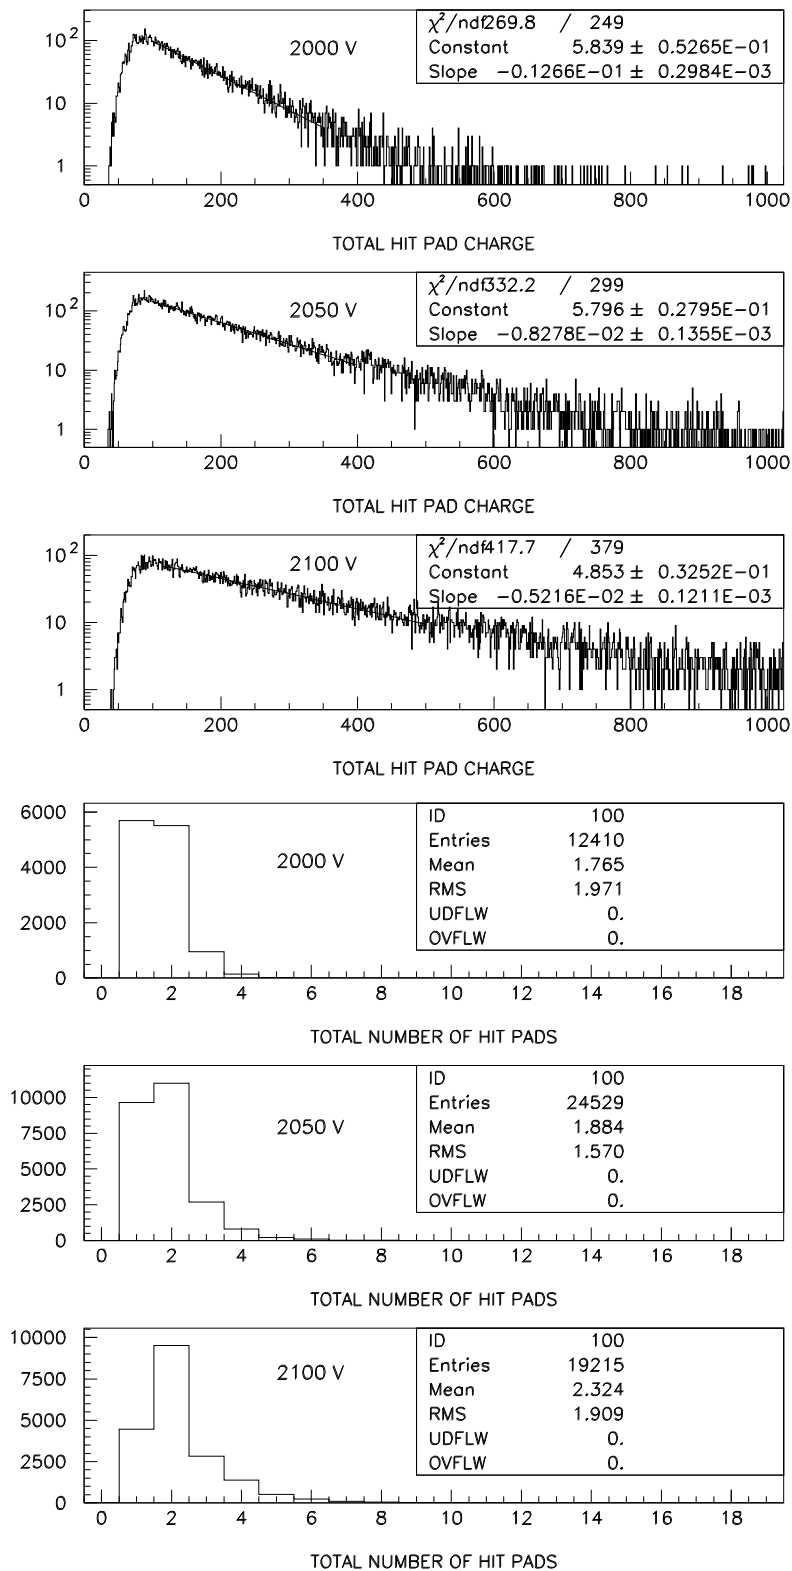 10²
10
1
2000 V
χ²/ndf269.8 / 249
Constant 5.839 ± 0.5265E−01
Slope −0.1266E−01 ± 0.2984E−03
0 200 400 600 800 1000
TOTAL HIT PAD CHARGE
10²
10
1
2050 V
χ²/ndf332.2 / 299
Constant 5.796 ± 0.2795E−01
Slope −0.8278E−02 ± 0.1355E−03
0 200 400 600 800 1000
TOTAL HIT PAD CHARGE
10²
10
1
2100 V
χ²/ndf417.7 / 379
Constant 4.853 ± 0.3252E−01
Slope −0.5216E−02 ± 0.1211E−03
0 200 400 600 800 1000
TOTAL HIT PAD CHARGE
6000
4000
2000
0
2000 V
ID 100
Entries 12410
Mean 1.765
RMS 1.971
UDFLW 0.
OVFLW 0.
0 2 4 6 8 10 12 14 16 18
TOTAL NUMBER OF HIT PADS
10000
7500
5000
2500
0
2050 V
ID 100
Entries 24529
Mean 1.884
RMS 1.570
UDFLW 0.
OVFLW 0.
0 2 4 6 8 10 12 14 16 18
TOTAL NUMBER OF HIT PADS
10000
7500
5000
2500
0
2100 V
ID 100
Entries 19215
Mean 2.324
RMS 1.909
UDFLW 0.
OVFLW 0.
0 2 4 6 8 10 12 14 16 18
TOTAL NUMBER OF HIT PADS